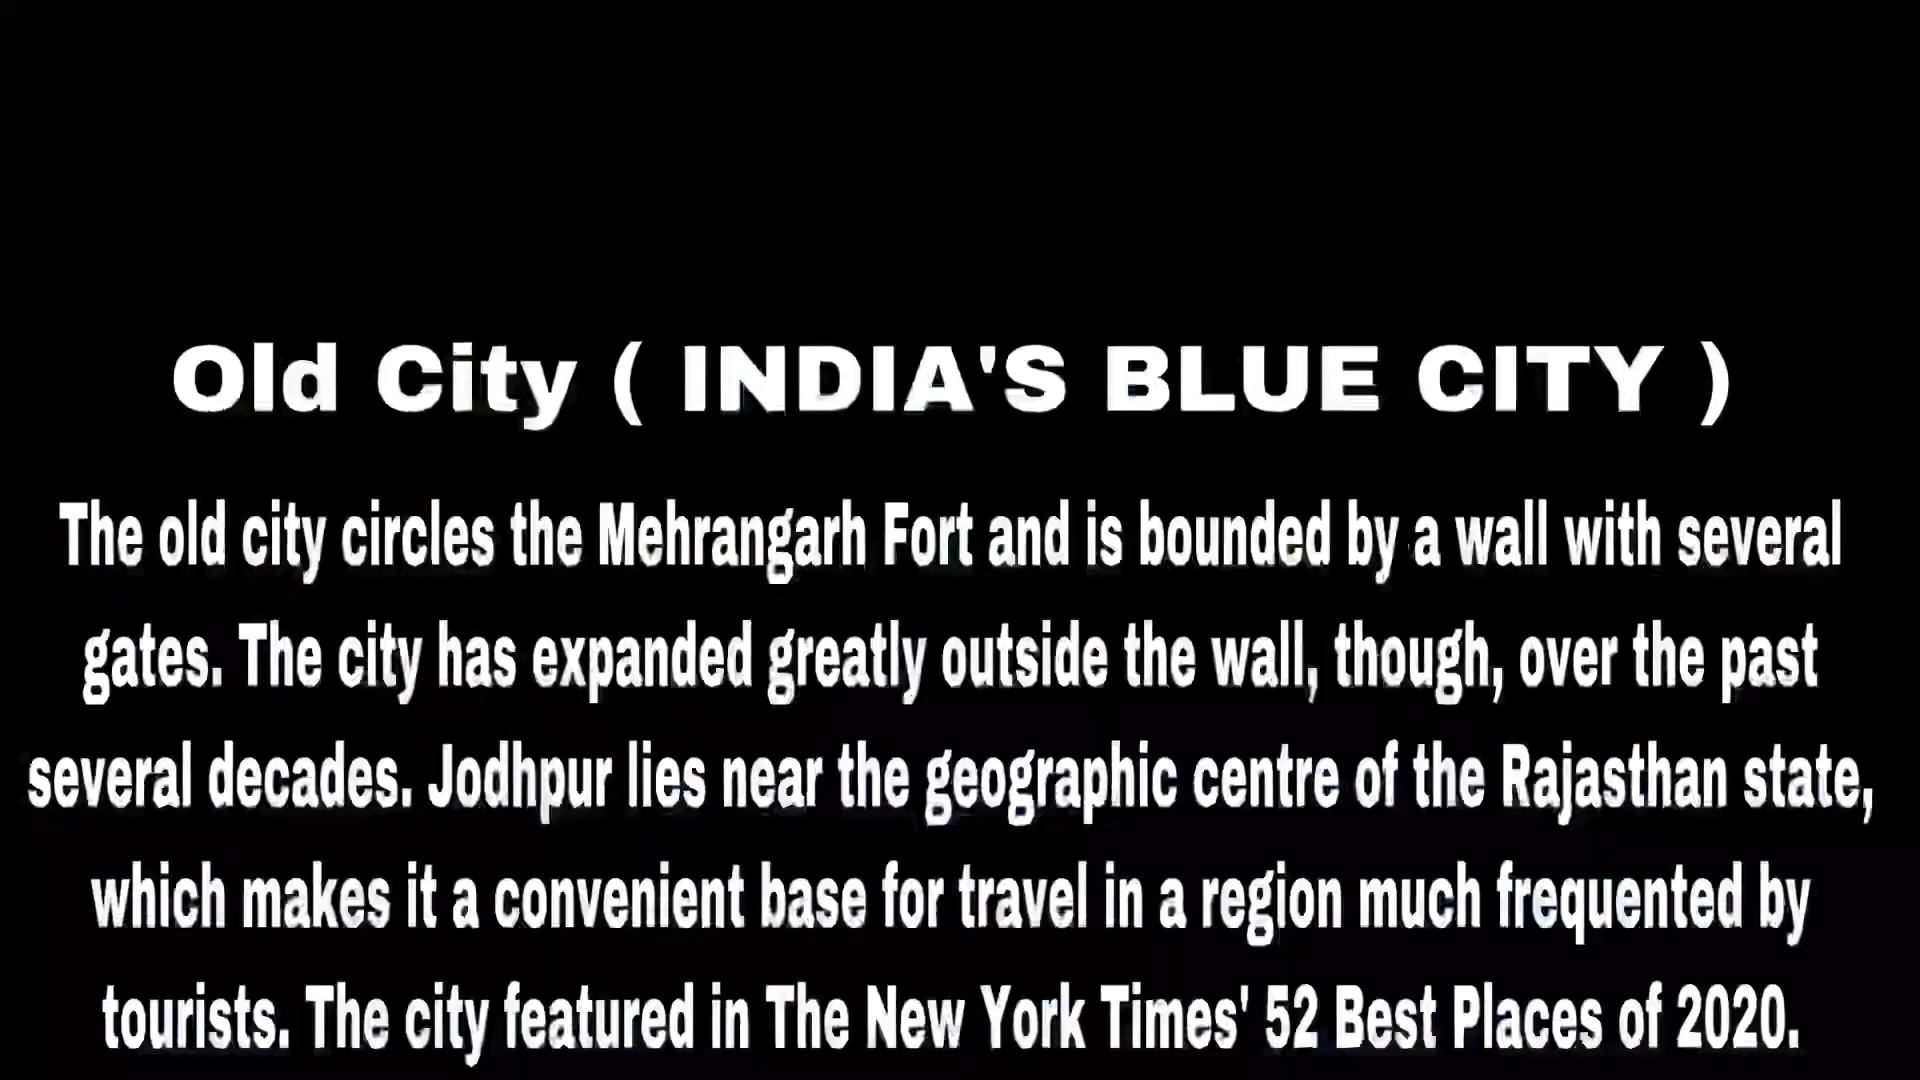 Old City ( INDIA'S BLUE CITY )
The old city circles the Mehrangarh Fort and is bounded by a wall with several
gates. The city has expanded greatly outside the wall, though, over the past
several decades. Jodhpur lies near the geographic centre of the Rajasthan state,
which makes it a convenient base for travel in a region much frequented by
tourists. The city featured in The New York Times' 52 Best Places of 2020.